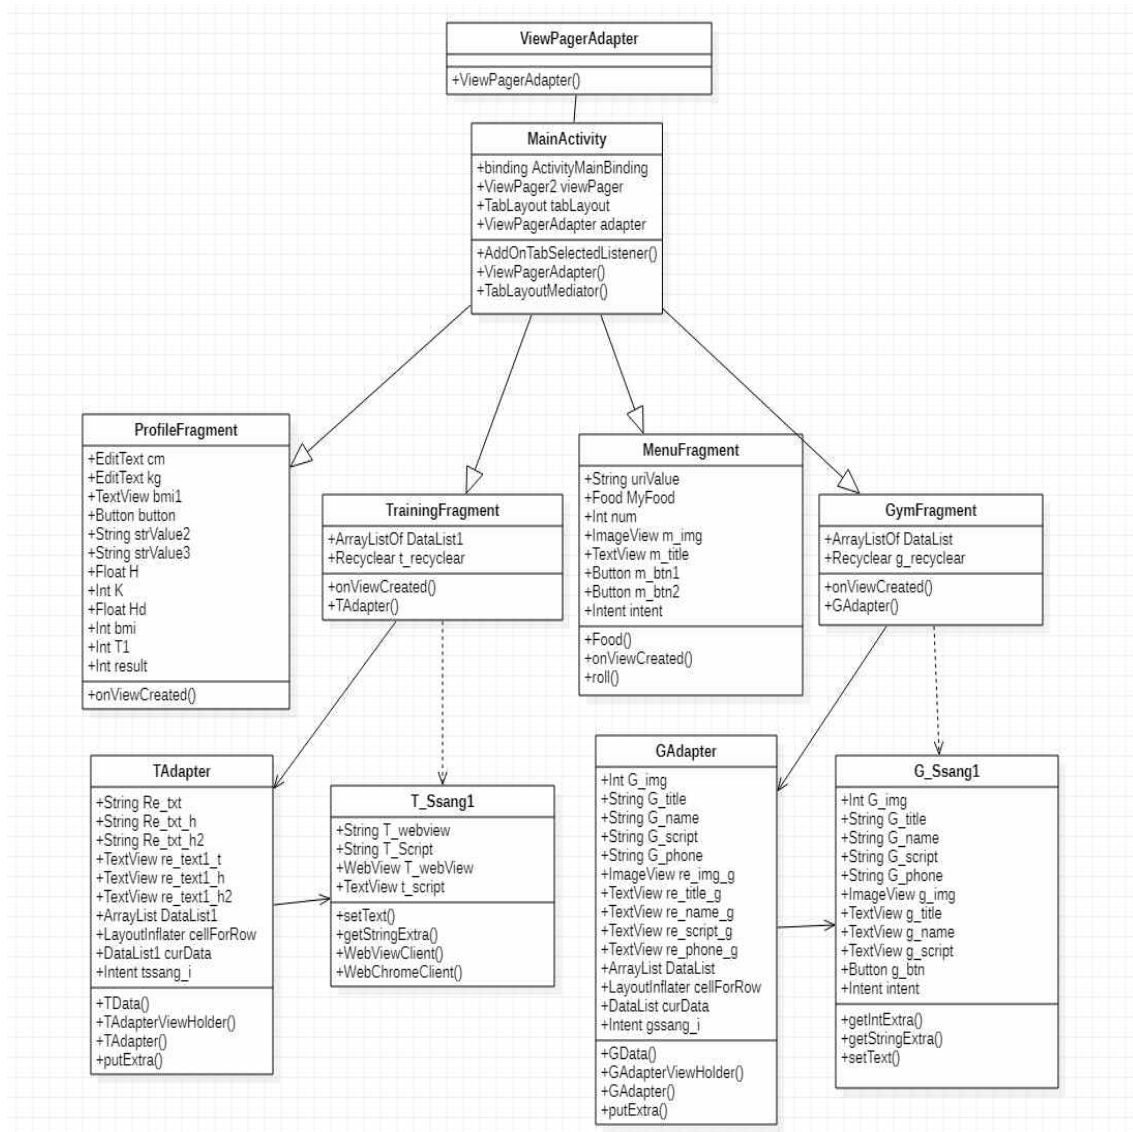 ViewPagerAdapter
+ViewPagerAdapter()
MainActivity
+binding ActivityMainBinding
+ViewPager2 viewPager
+TabLayout tabLayout
+ViewPagerAdapter adapter
+AddOnTabSelectedListener()
+ViewPagerAdapter()
+TabLayoutMediator()
ProfileFragment
+EditText cm
+EditText kg
+TextView bmi1
+Button button
+String strValue2
+String strValue3
+Float H
+Int K
+Float Hd
+Int bmi
+Int T1
+Int result
+onViewCreated()
TrainingFragment
+ArrayListOf DataList1
+Recyclear t_recyclear
+onViewCreated()
+TAdapter()
MenuFragment
+String uriValue
+Food MyFood
+Int num
+ImageView m_img
+TextView m_title
+Button m_btn1
+Button m_btn2
+Intent intent
+Food()
+onViewCreated()
+roll()
GymFragment
+ArrayListOf DataList
+Recyclear g_recyclear
+onViewCreated()
+GAdapter()
TAdapter
+String Re_txt
+String Re_txt_h
+String Re_txt_h2
+TextView re_text1_t
+TextView re_text1_h
+TextView re_text1_h2
+ArrayList DataList1
+LayoutInflater cellForRow
+DataList1 curData
+Intent tssang_i
+TData()
+TAdapterViewHolder()
+TAdapter()
+putExtra()
T_Ssang1
+String T_webview
+String T_Script
+WebView T_webView
+TextView t_script
+setText()
+getStringExtra()
+WebViewClient()
+WebChromeClient()
GAdapter
+Int G_img
+String G_title
+String G_name
+String G_script
+String G_phone
+ImageView re_img_g
+TextView re_title_g
+TextView re_name_g
+TextView re_script_g
+TextView re_phone_g
+ArrayList DataList
+LayoutInflater cellForRow
+DataList curData
+Intent gssang_i
+GData()
+GAdapterViewHolder()
+GAdapter()
+putExtra()
G_Ssang1
+Int G_img
+String G_title
+String G_name
+String G_script
+String G_phone
+ImageView g_img
+TextView g_title
+TextView g_name
+TextView g_script
+Button g_btn
+Intent intent
+getIntExtra()
+getStringExtra()
+setText()